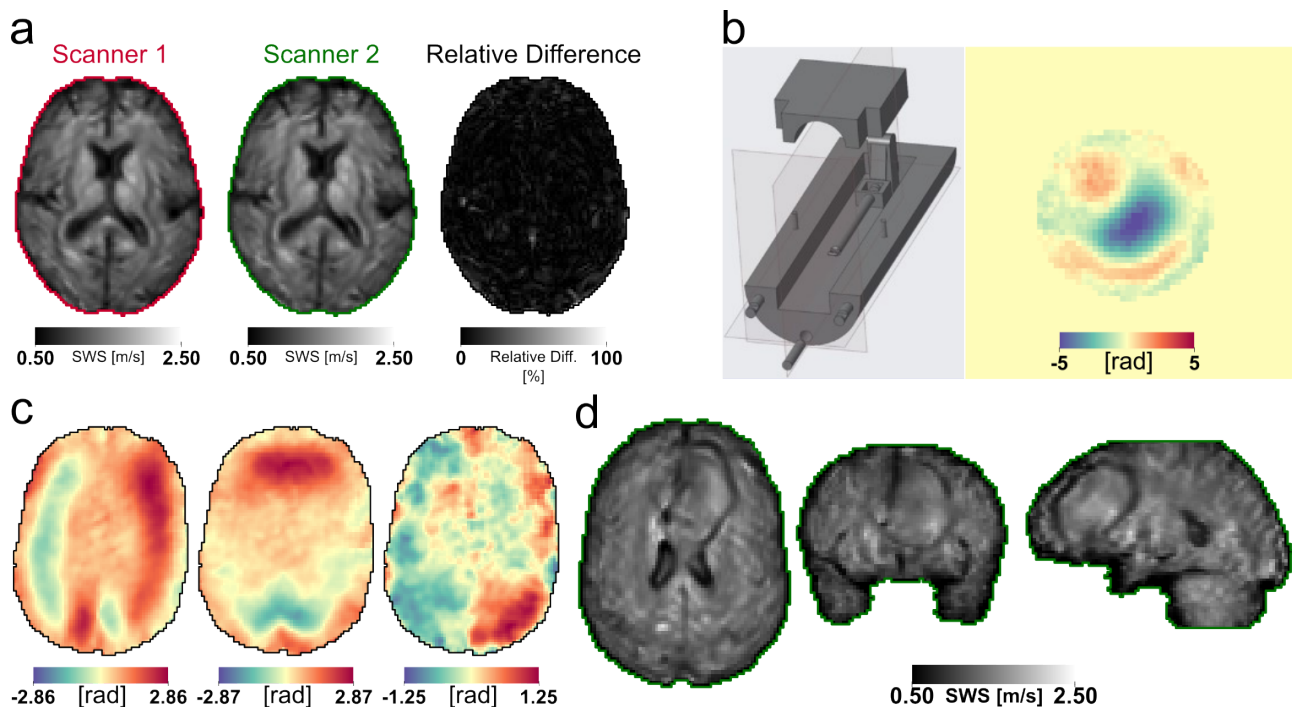 a
Scanner 1
Scanner 2
Relative Difference
0.50 SWS [m/s] 2.50
0.50 SWS [m/s] 2.50
0 Relative Diff. 100
[%]
b
-5 [rad] 5
c
-2.86 [rad] 2.86
-2.87 [rad] 2.87
-1.25 [rad] 1.25
d
0.50 SWS [m/s] 2.50